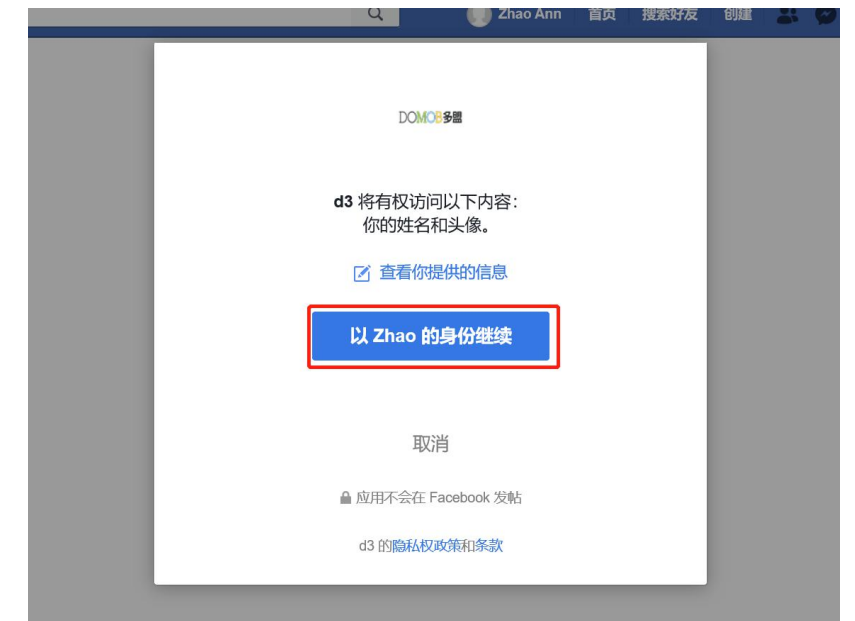 Zhao Ann 首页 搜索好友 创建
DOMOB多盟
d3 将有权访问以下内容：
你的姓名和头像。
查看你提供的信息
以 Zhao 的身份继续
取消
应用不会在 Facebook 发帖
d3 的隐私权政策和条款